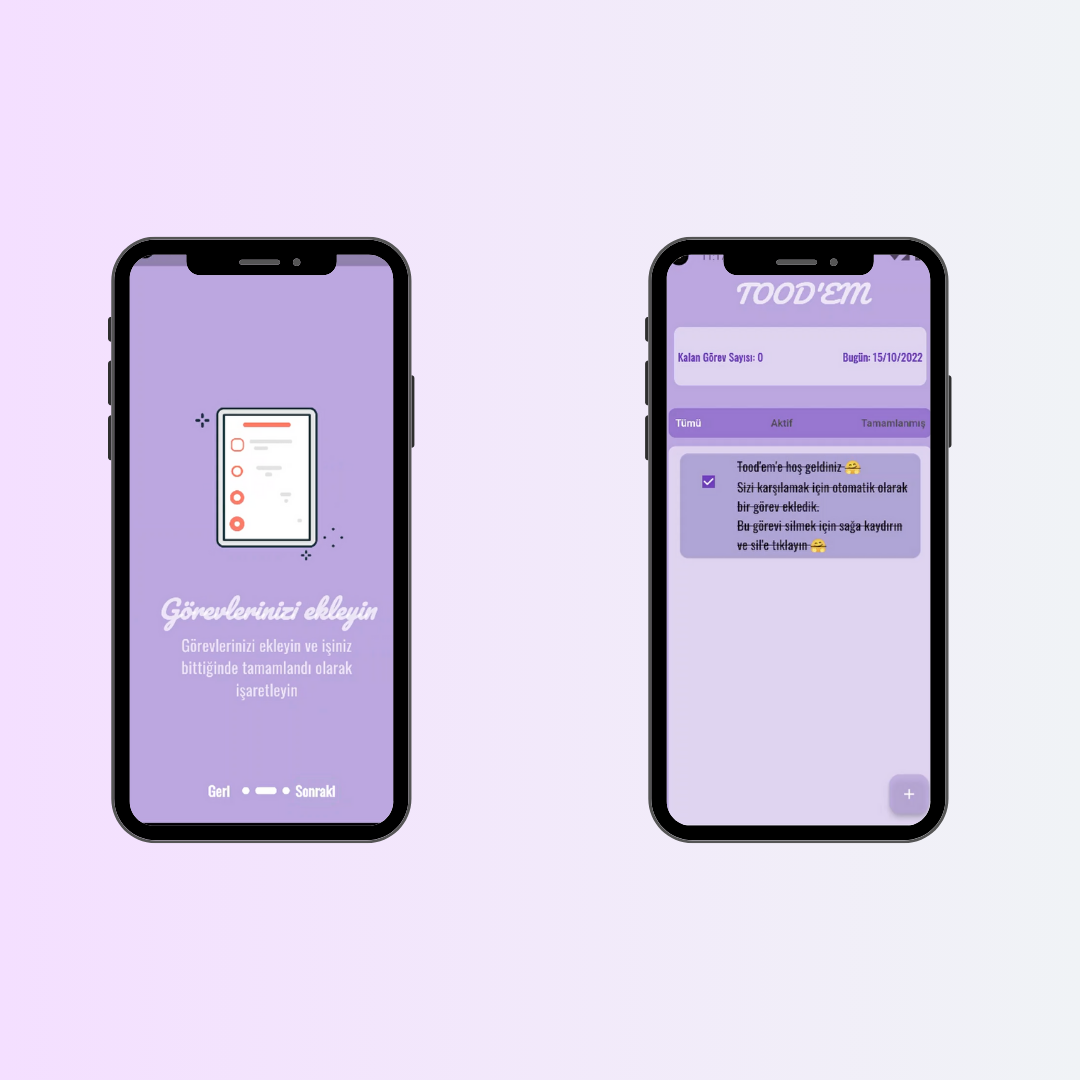 Görevlerinizi ekleyin
Görevlerinizi ekleyin ve işiniz
bittiğinde tamamlandı olarak
işaretleyin
Geri
Sonraki
TOOD'EM
Kalan Görev Sayısı: 0
Bugün: 15/10/2022
Tümü
Aktif
Tamamlanmış
Tood'em'e hoş geldiniz 🤗
Sizi karşılamak için otomatik olarak
bir görev ekledik.
Bu görevi silmek için sağa kaydırın
ve sil'e tıklayın 🤗
+